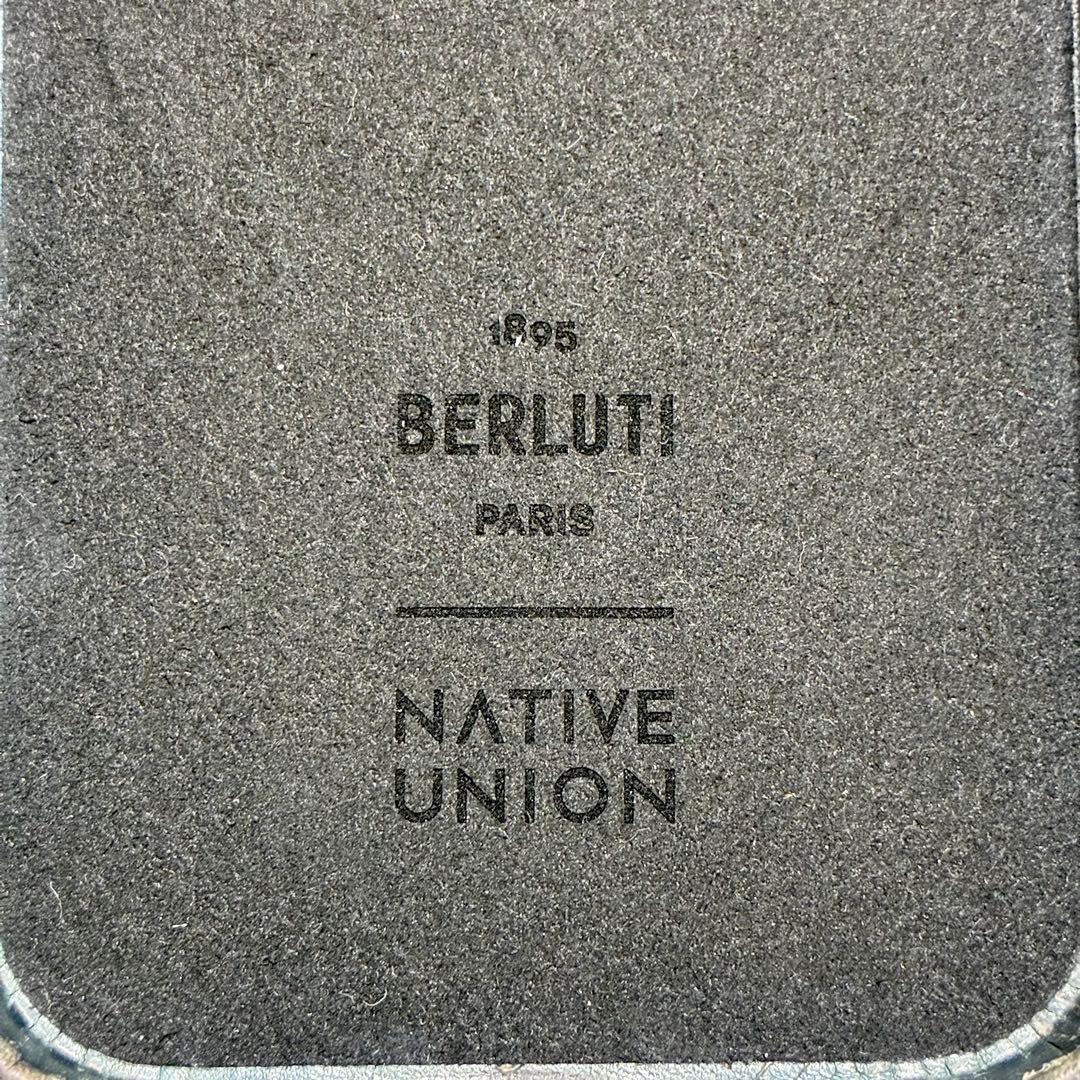 1895
BERLUTI
PARIS
NATIVE
UNION